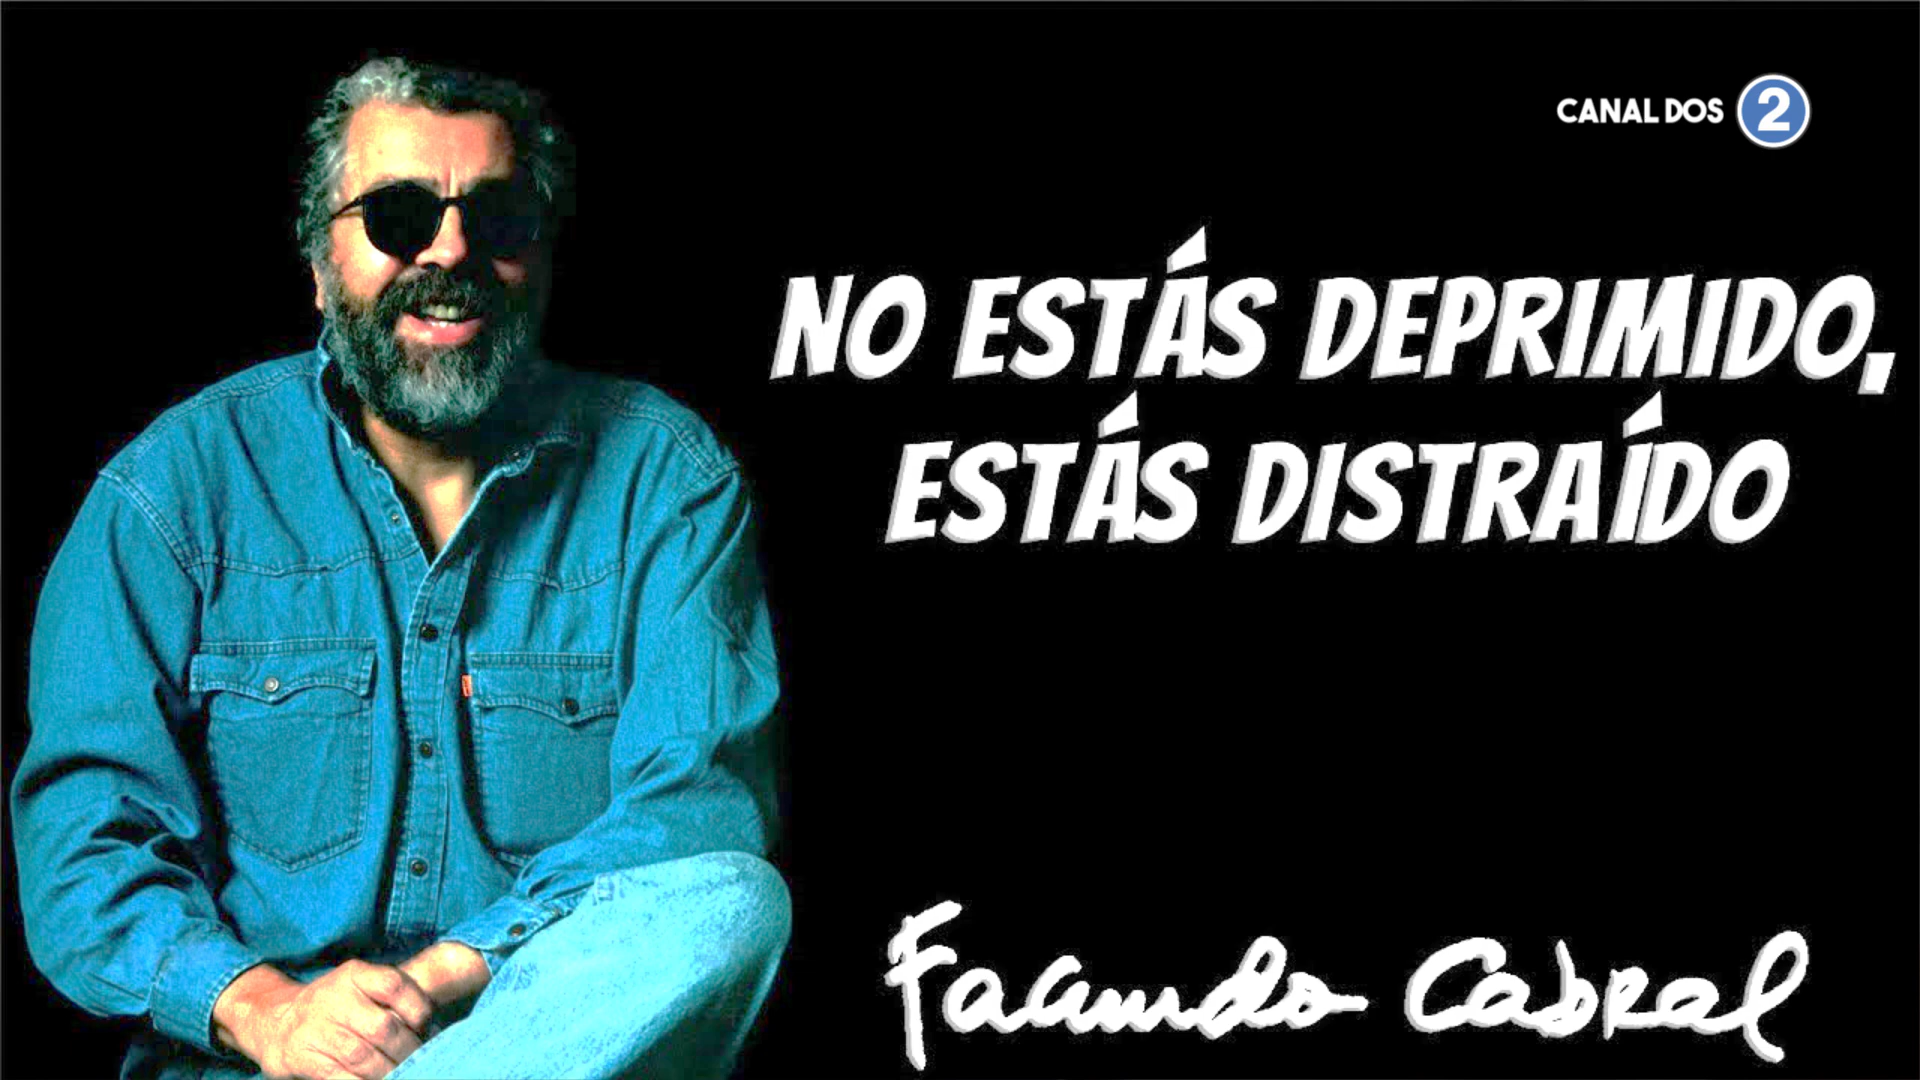 CANAL DOS 2
NO ESTÁS DEPRIMIDO,
ESTÁS DISTRAÍDO
Facundo Cabral